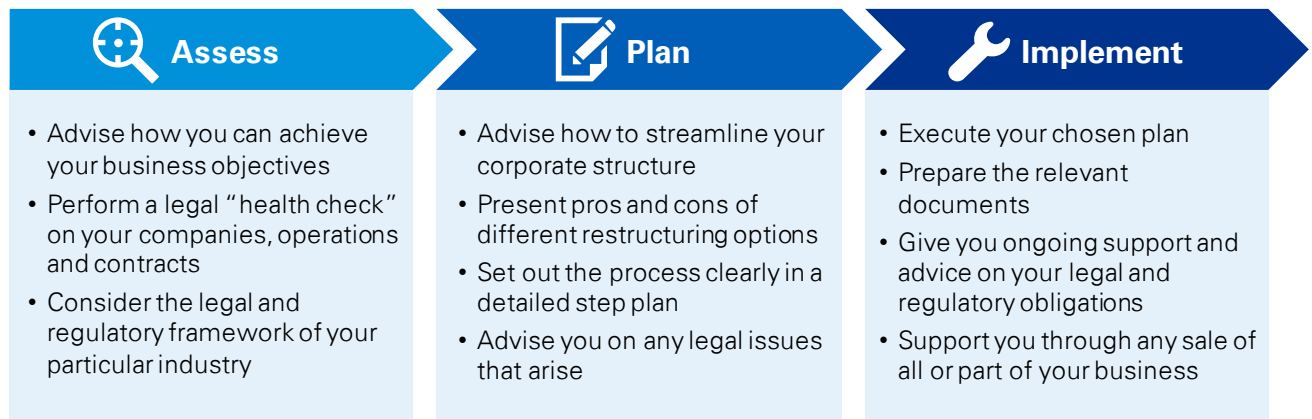 Assess
• Advise how you can achieve
your business objectives
• Perform a legal “health check”
on your companies, operations
and contracts
• Consider the legal and
regulatory framework of your
particular industry
Plan
• Advise how to streamline your
corporate structure
• Present pros and cons of
different restructuring options
• Set out the process clearly in a
detailed step plan
• Advise you on any legal issues
that arise
Implement
• Execute your chosen plan
• Prepare the relevant
documents
• Give you ongoing support and
advice on your legal and
regulatory obligations
• Support you through any sale of
all or part of your business